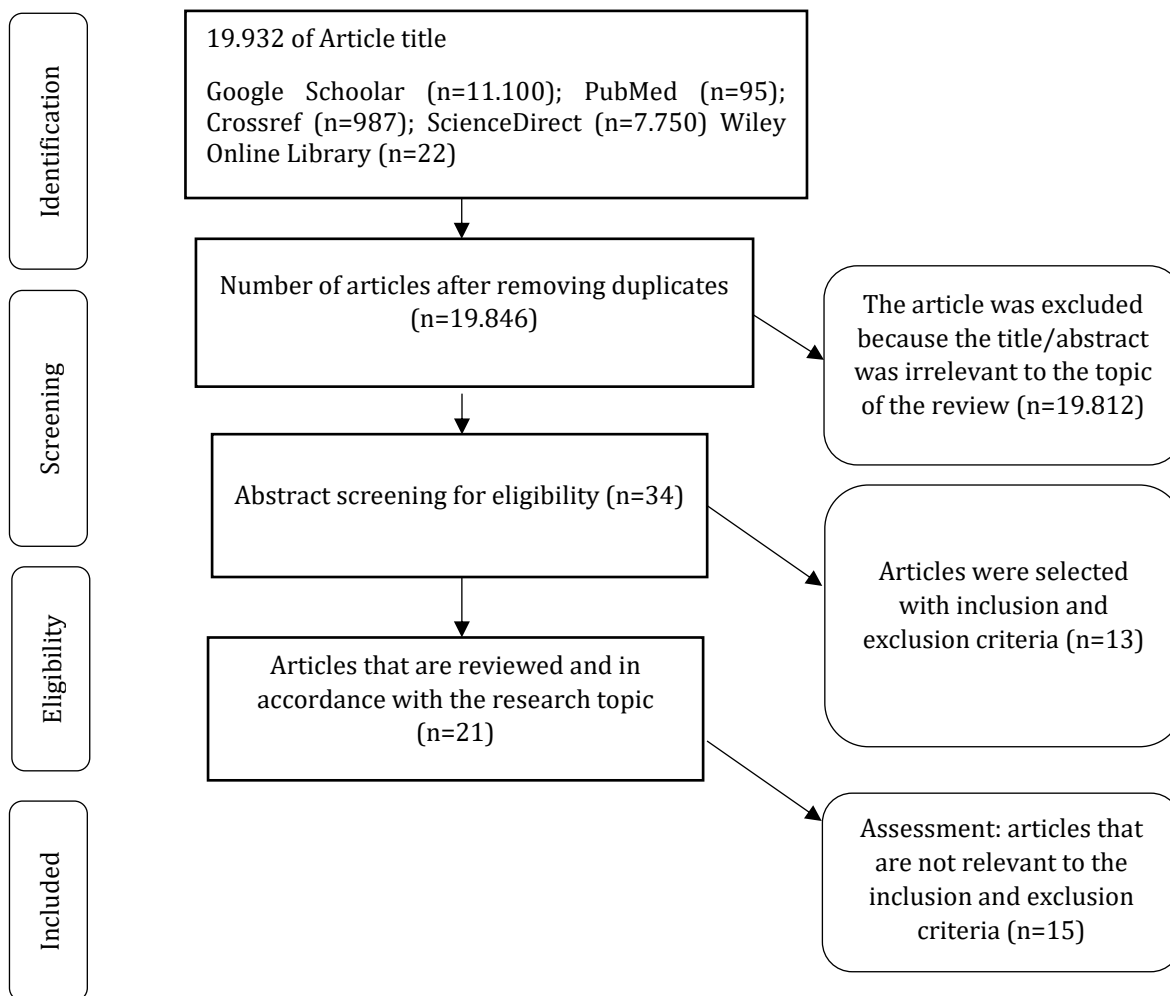 Identification
19.932 of Article title
Google Schoolar (n=11.100); PubMed (n=95);
Crossref (n=987); ScienceDirect (n=7.750) Wiley
Online Library (n=22)
Screening
Number of articles after removing duplicates
(n=19.846)
The article was excluded
because the title/abstract
was irrelevant to the topic
of the review (n=19.812)
Abstract screening for eligibility (n=34)
Articles were selected
with inclusion and
exclusion criteria (n=13)
Eligibility
Articles that are reviewed and in
accordance with the research topic
(n=21)
Included
Assessment: articles that
are not relevant to the
inclusion and exclusion
criteria (n=15)